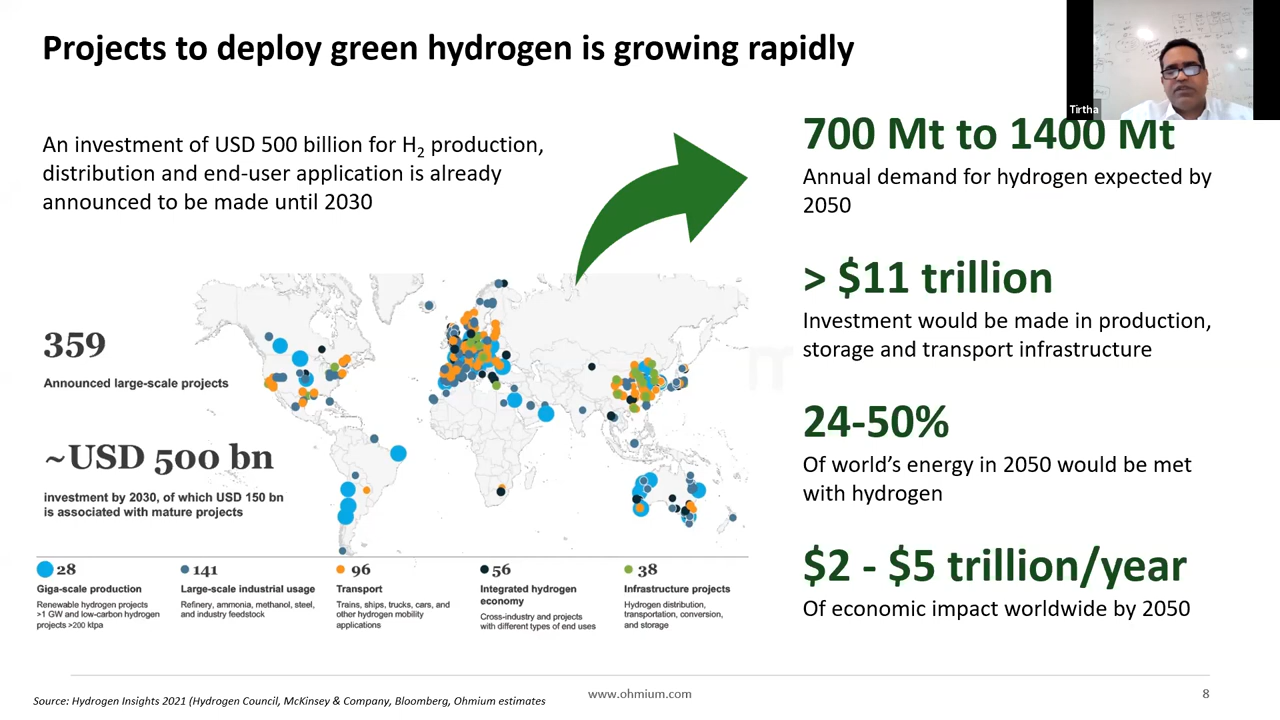 Projects to deploy green hydrogen is growing rapidly
Tirtha
An investment of USD 500 billion for H₂ production,
distribution and end-user application is already
announced to be made until 2030
359
Announced large-scale projects
~USD 500 bn
investment by 2030, of which USD 150 bn
is associated with mature projects
28
Giga-scale production
Renewable hydrogen projects
>1 GW and low-carbon hydrogen
projects >200 ktpa
141
Large-scale industrial usage
Refinery, ammonia, methanol, steel,
and industry feedstock
96
Transport
Trains, ships, trucks, cars, and
other hydrogen mobility
applications
56
Integrated hydrogen
economy
Cross-industry and projects
with different types of end uses
38
Infrastructure projects
Hydrogen distribution,
transportation, conversion,
and storage
700 Mt to 1400 Mt
Annual demand for hydrogen expected by
2050
> $11 trillion
Investment would be made in production,
storage and transport infrastructure
24-50%
Of world's energy in 2050 would be met
with hydrogen
$2 - $5 trillion/year
Of economic impact worldwide by 2050
Source: Hydrogen Insights 2021 (Hydrogen Council, McKinsey & Company, Bloomberg, Ohmium estimates
www.ohmium.com
8